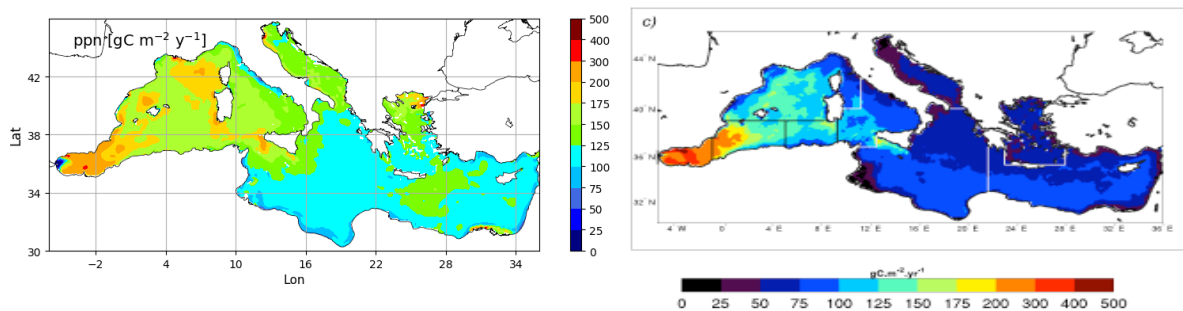 ppn [gC m⁻² y⁻¹]
Lat
42
38
34
30
−2
4
10
16
22
28
34
Lon
500
400
300
200
175
150
125
100
75
50
25
0
c)
44° N
40° N
36° N
32° N
4 W
0 E
4 E
8 E
12 E
16 E
20 E
24 E
28 E
32 E
36 E
gC.m⁻².yr⁻¹
0 25 50 75 100 125 150 175 200 300 400 500